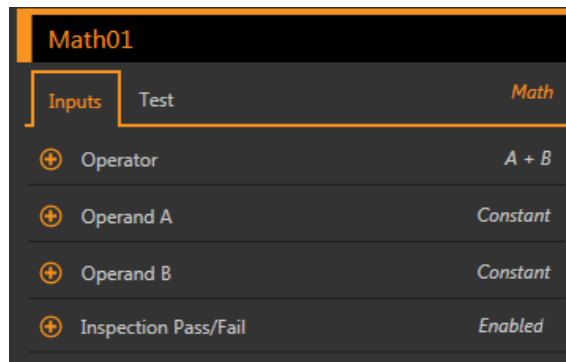 Math01
Inputs Test Math
Operator A + B
Operand A Constant
Operand B Constant
Inspection Pass/Fail Enabled